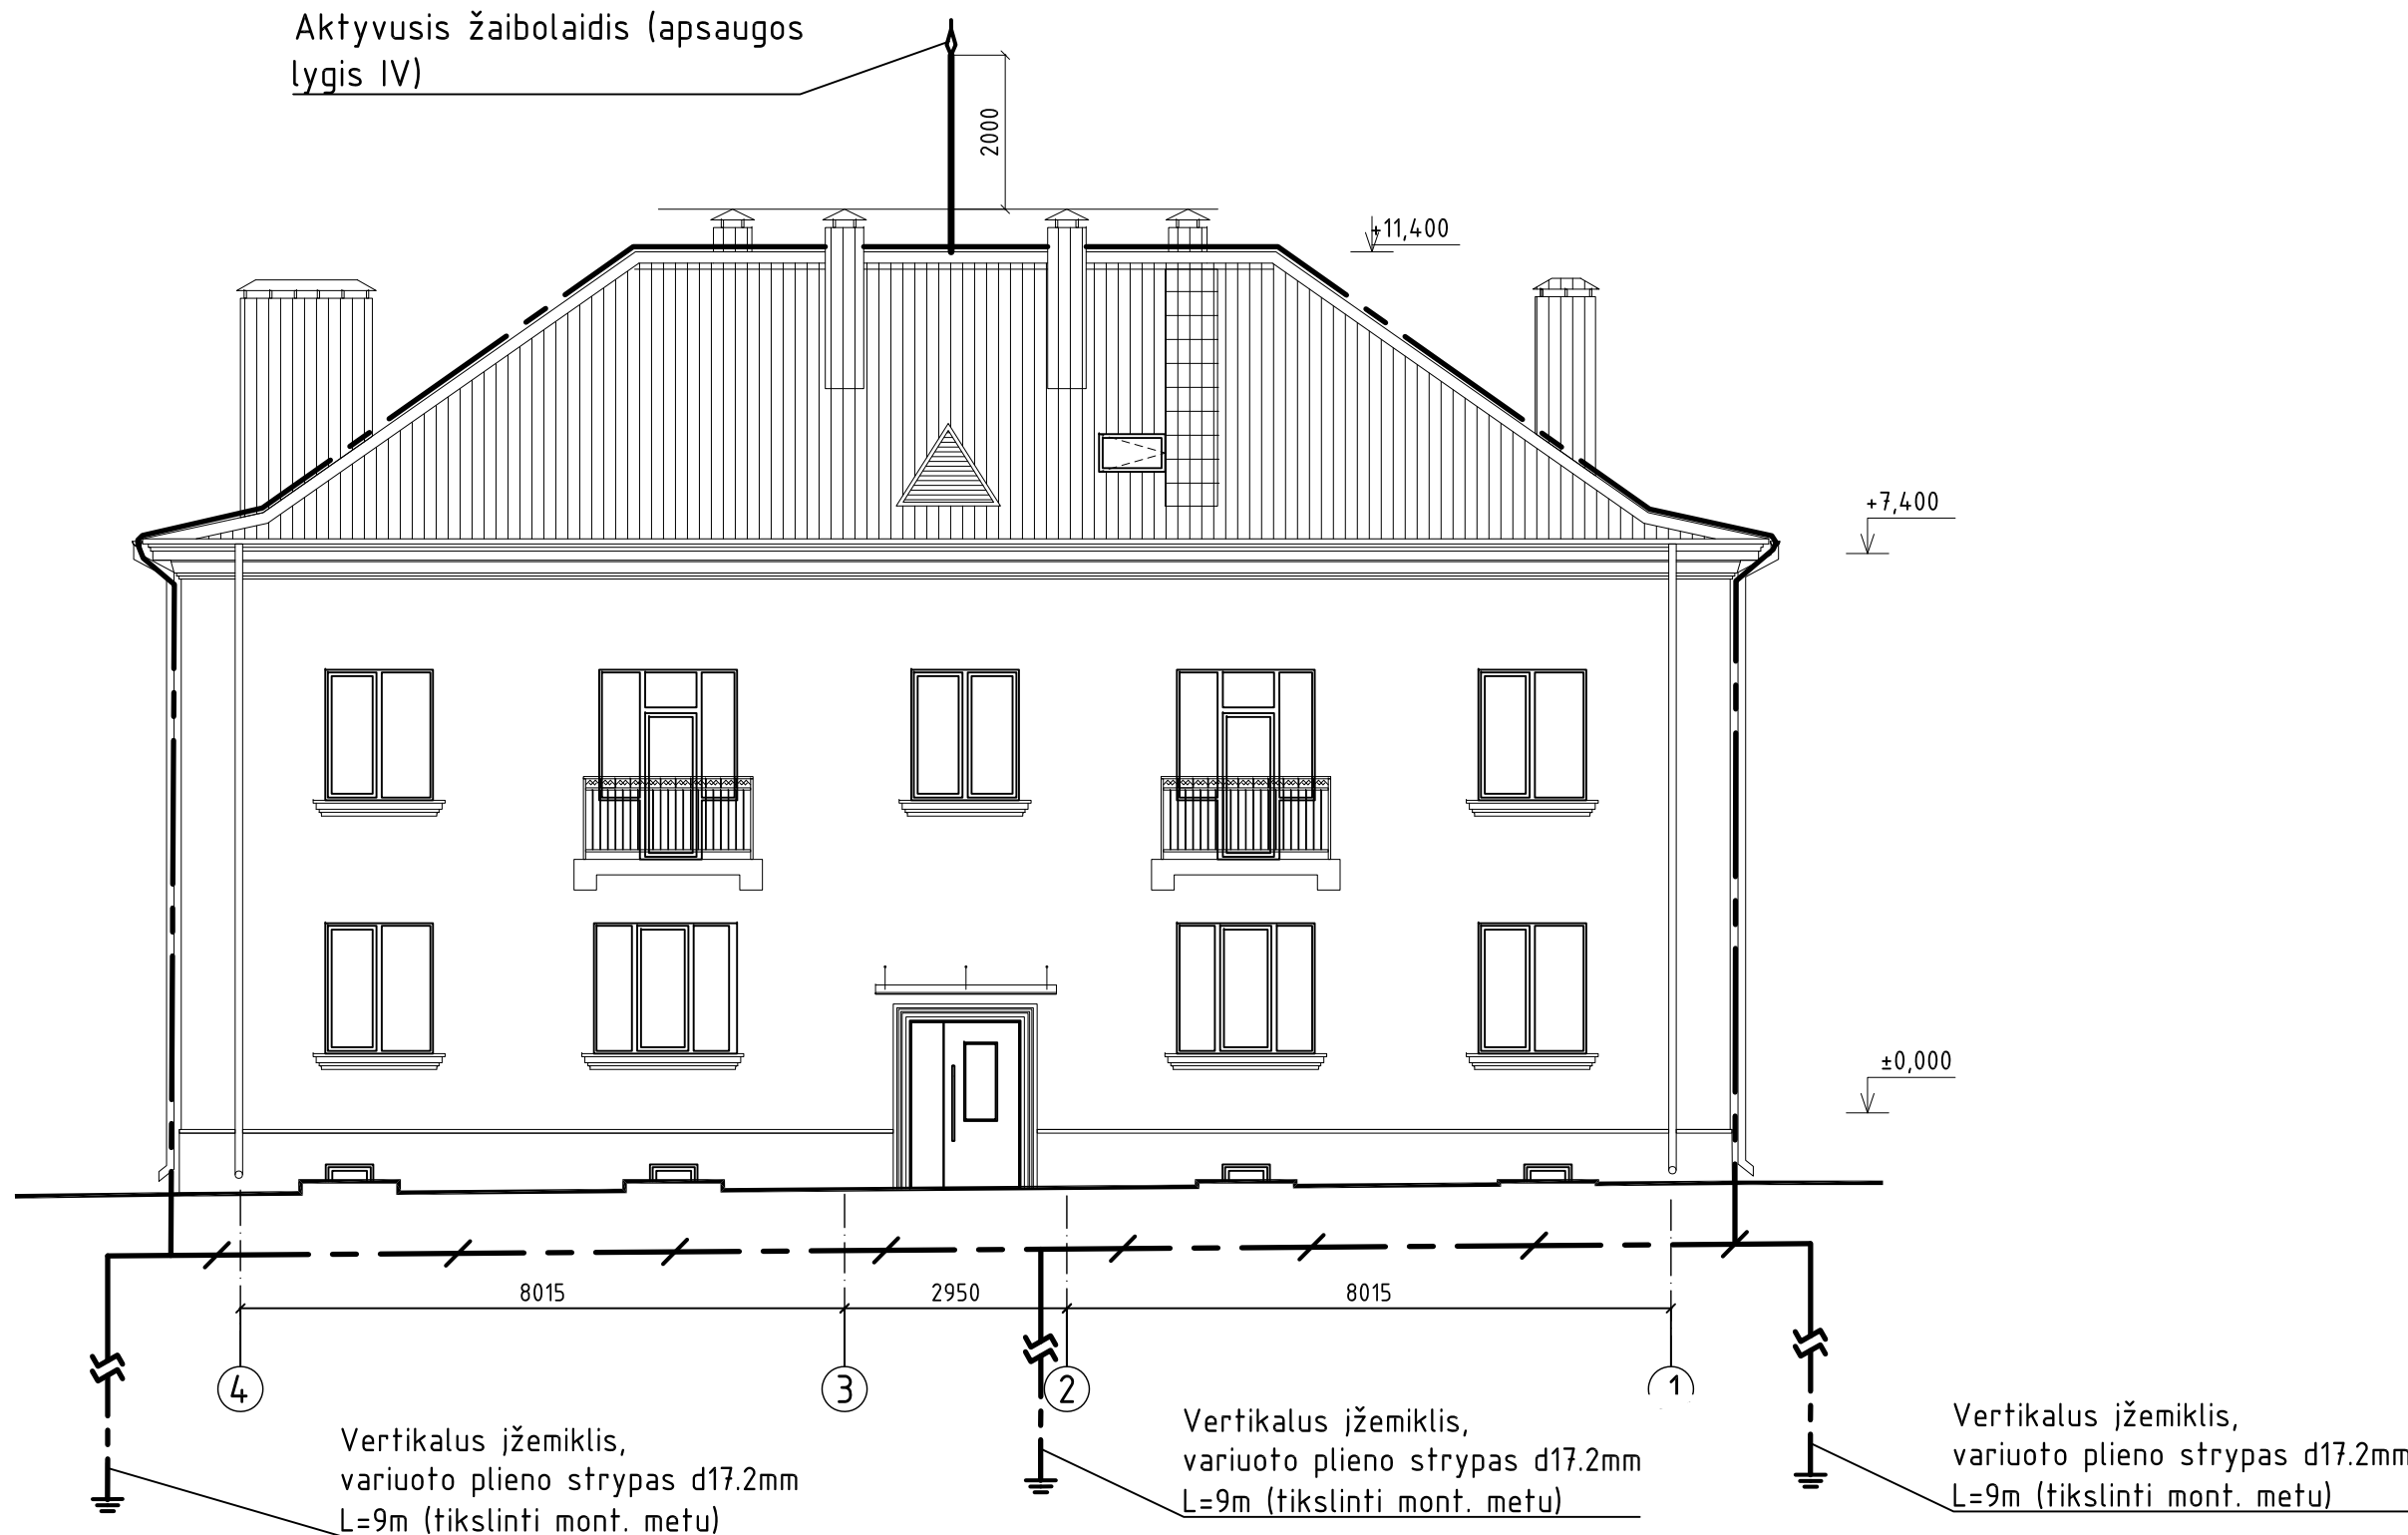 Aktyvusis žaibolaidis (apsaugos
lygis IV)
2000
+11,400
+7,400
±0,000
8015
2950
8015
4
3
2
1
Vertikalus įžemiklis,
variuoto plieno strypas d17.2mm
L=9m (tikslinti mont. metu)
Vertikalus įžemiklis,
variuoto plieno strypas d17.2mm
L=9m (tikslinti mont. metu)
Vertikalus įžemiklis,
variuoto plieno strypas d17.2mm
L=9m (tikslinti mont. metu)